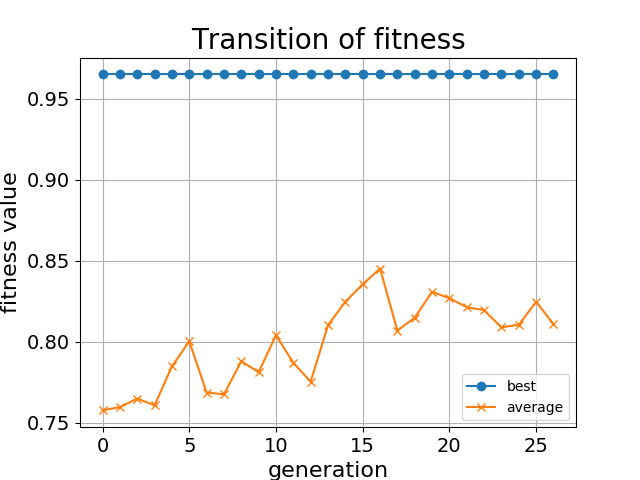 Transition of fitness
fitness value
0.95
0.90
0.85
0.80
0.75
0 5 10 15 20 25
generation
best
average